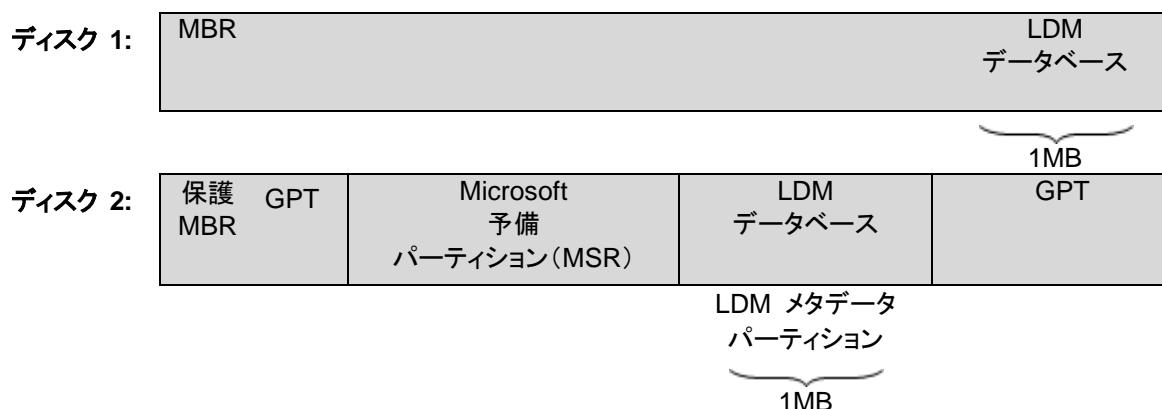 ディスク 1:
MBR
LDM
データベース
1MB
ディスク 2:
保護 GPT
MBR
Microsoft
予備
パーティション（MSR）
LDM
データベース
GPT
LDM メタデータ
パーティション
1MB